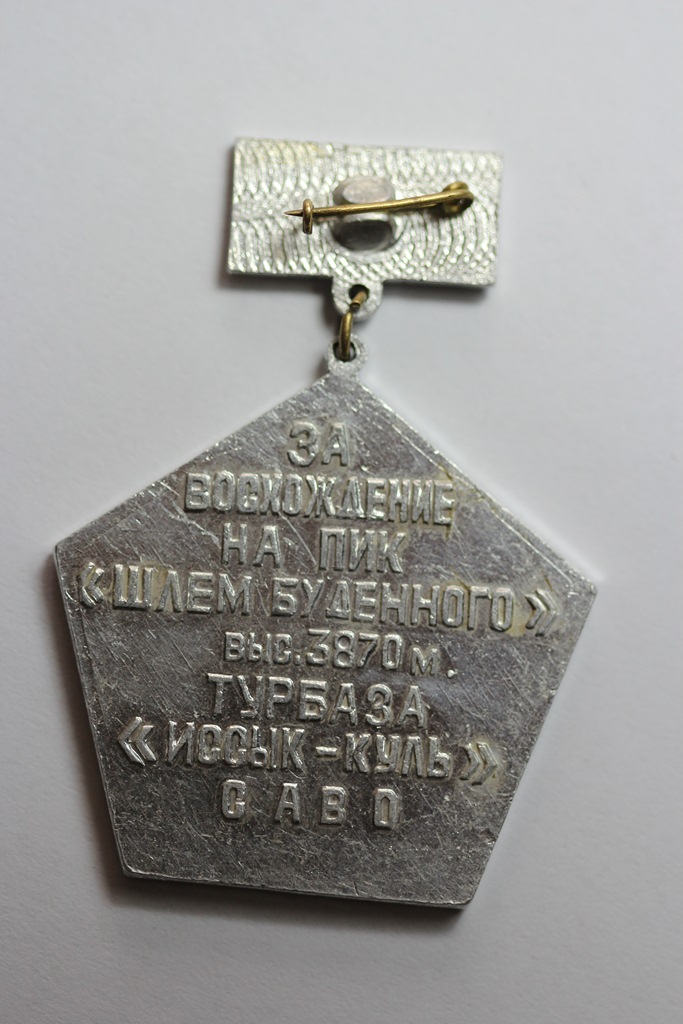 ЗА
ВОСХОЖДЕНИЕ
НА ПИК
«ШЛЕМ БУДЕННОГО»
выс. 3870 м.
ТУРБАЗА
«ИССЫК-КУЛЬ»
САВО